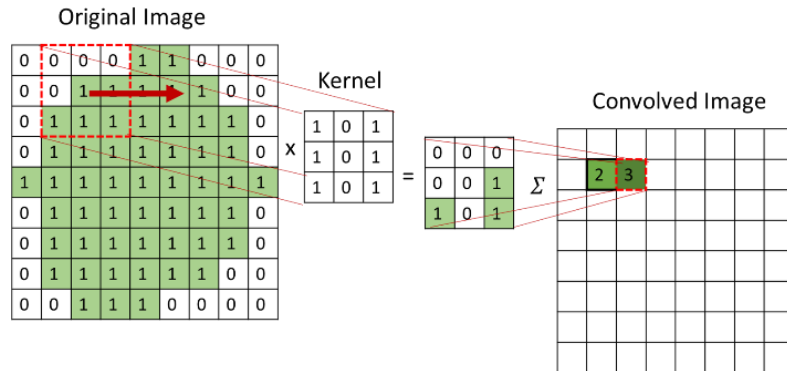 Original Image
0 0 0 0 1 1 0 0 0
0 0 1 1 1 1 1 0 0
0 1 1 1 1 1 1 1 0
0 1 1 1 1 1 1 1 0
1 1 1 1 1 1 1 1 1
0 1 1 1 1 1 1 1 0
0 1 1 1 1 1 1 1 0
0 1 1 1 1 1 1 0 0
0 0 1 1 1 0 0 0 0
x
Kernel
1 0 1
1 0 1
1 0 1
=
0 0 0
0 0 1
1 0 1
Σ
Convolved Image
2 3